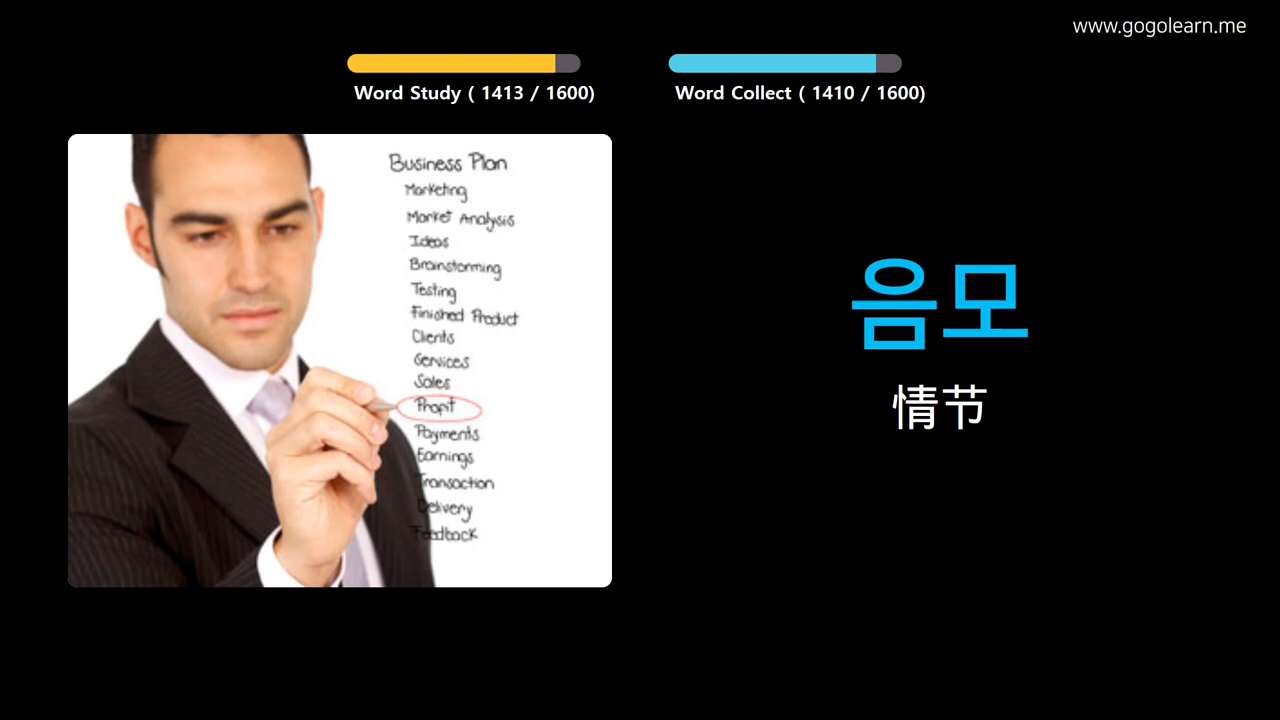 www.gogolearn.me
Word Study ( 1413 / 1600)
Word Collect ( 1410 / 1600)
Business Plan
Marketing
Market Analysis
Ideas
Brainstorming
Testing
Finished Product
Clients
Services
Sales
Profit
Payments
Earnings
Transaction
Delivery
Feedback
음모
情节